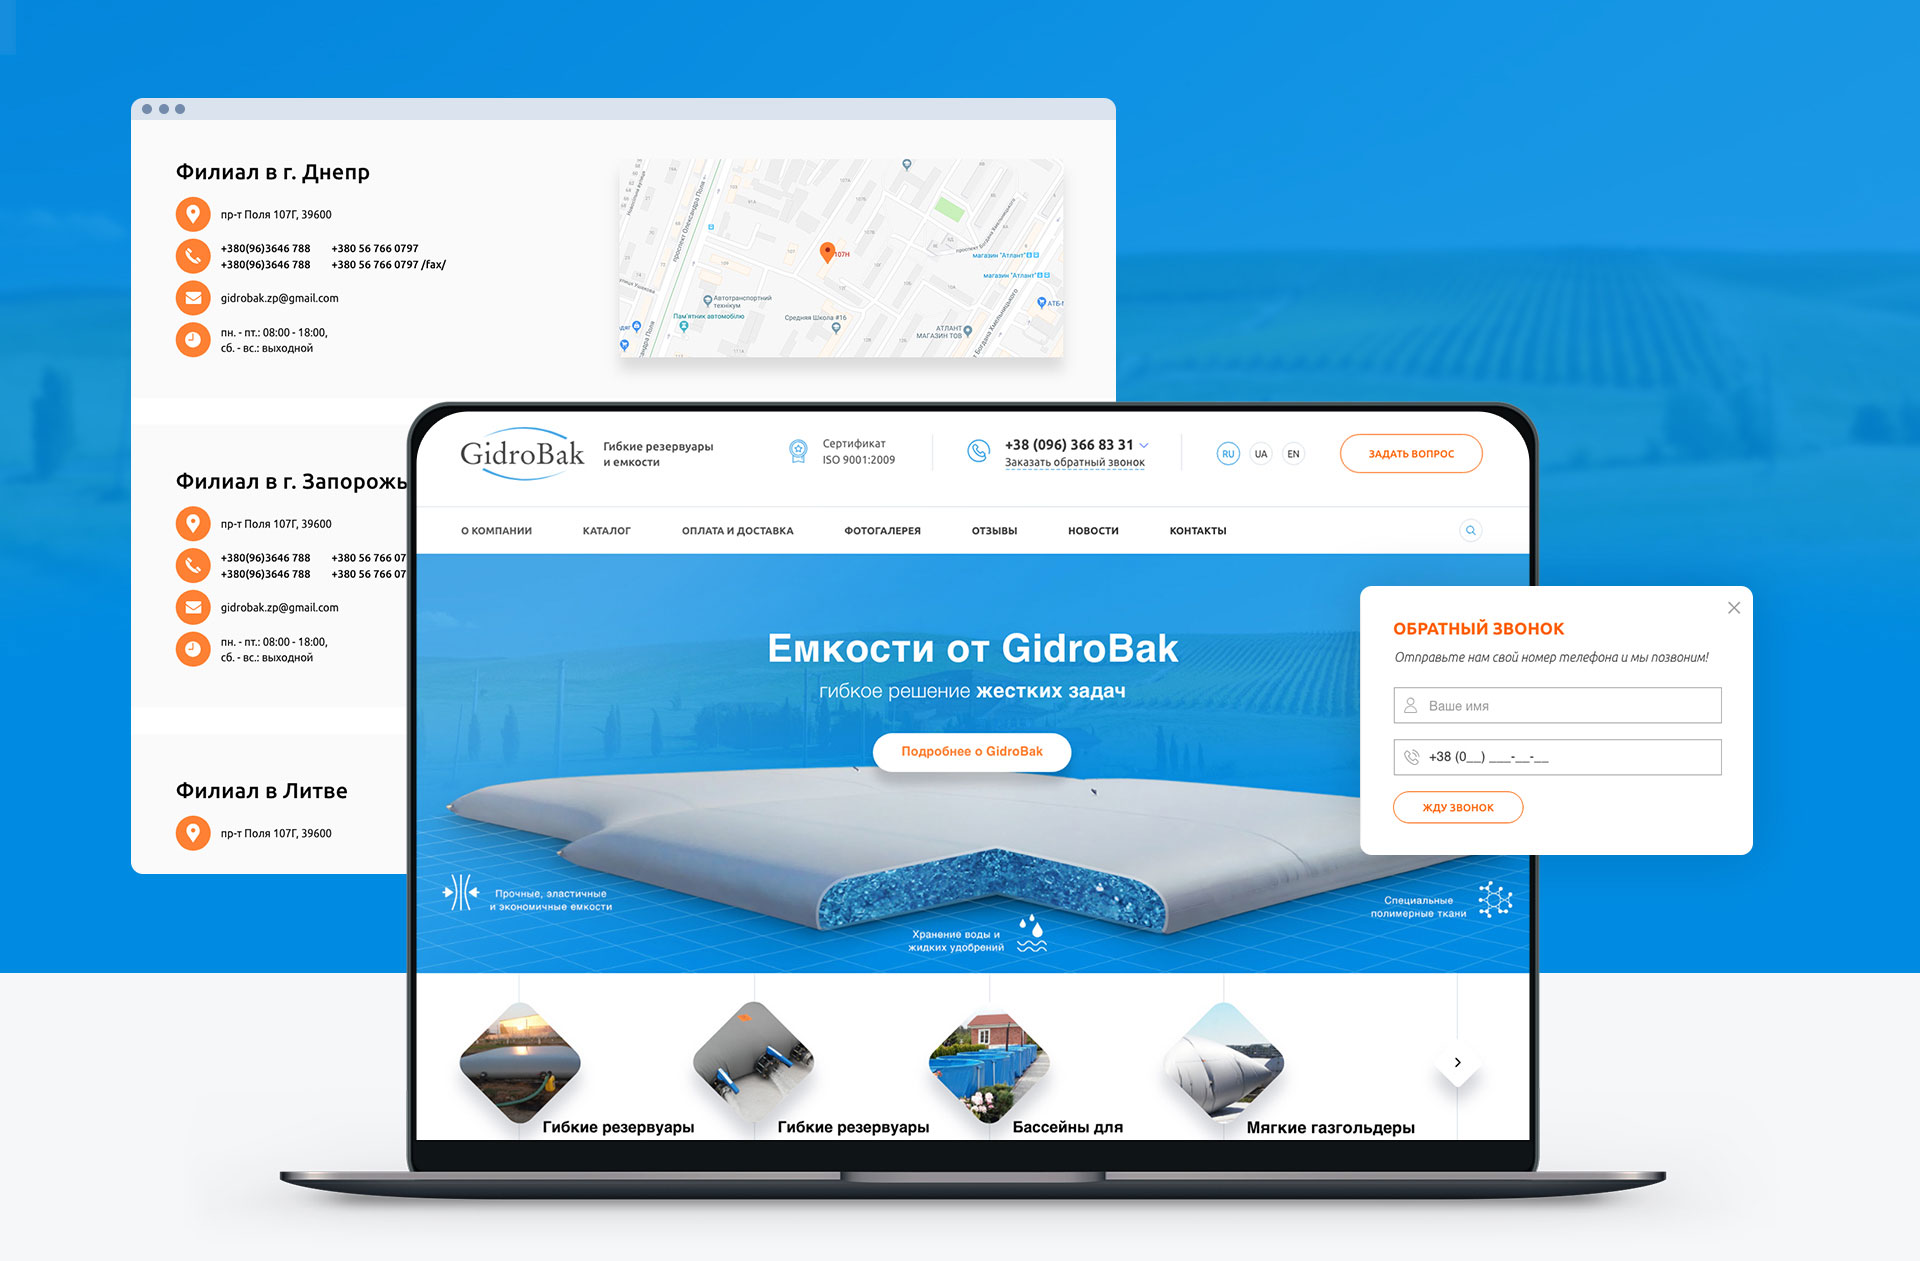 Филиал в г. Днепр
пр-т Поля 107Г, 39600
+380(96)3646 788 +380 56 766 0797
+380(96)3646 788 +380 56 766 0797 /fax/
gidrobak.zp@gmail.com
пн. - пт.: 08:00 - 18:00,
сб. - вс.: выходной
проспект Олександра Поля
107Н
магазин "Атлант"
магазин "Атлант"
Автотранспортний
технікум
Пам'ятник автомобілю
Средняя Школа #16
АТЛАНТ
МАГАЗИН ТОВ
Богдана Хмельницького
Филиал в г. Запорожь
пр-т Поля 107Г, 39600
+380(96)3646 788 +380 56 766 07
+380(96)3646 788 +380 56 766 07
gidrobak.zp@gmail.com
пн. - пт.: 08:00 - 18:00,
сб. - вс.: выходной
Филиал в Литве
пр-т Поля 107Г, 39600
GidroBak
Гибкие резервуары
и емкости
Сертификат
ISO 9001:2009
+38 (096) 366 83 31
Заказать обратный звонок
RU UA EN
ЗАДАТЬ ВОПРОС
О КОМПАНИИ КАТАЛОГ ОПЛАТА И ДОСТАВКА ФОТОГАЛЕРЕЯ ОТЗЫВЫ НОВОСТИ КОНТАКТЫ
Емкости от GidroBak
гибкое решение жестких задач
Подробнее о GidroBak
Прочные, эластичные
и экономичные емкости
Хранение воды и
жидких удобрений
Специальные
полимерные ткани
ОБРАТНЫЙ ЗВОНОК
Отправьте нам свой номер телефона и мы позвоним!
Ваше имя
+38 (0__) ___-__-__
ЖДУ ЗВОНОК
Гибкие резервуары
Гибкие резервуары
Бассейны для
Мягкие газгольдеры